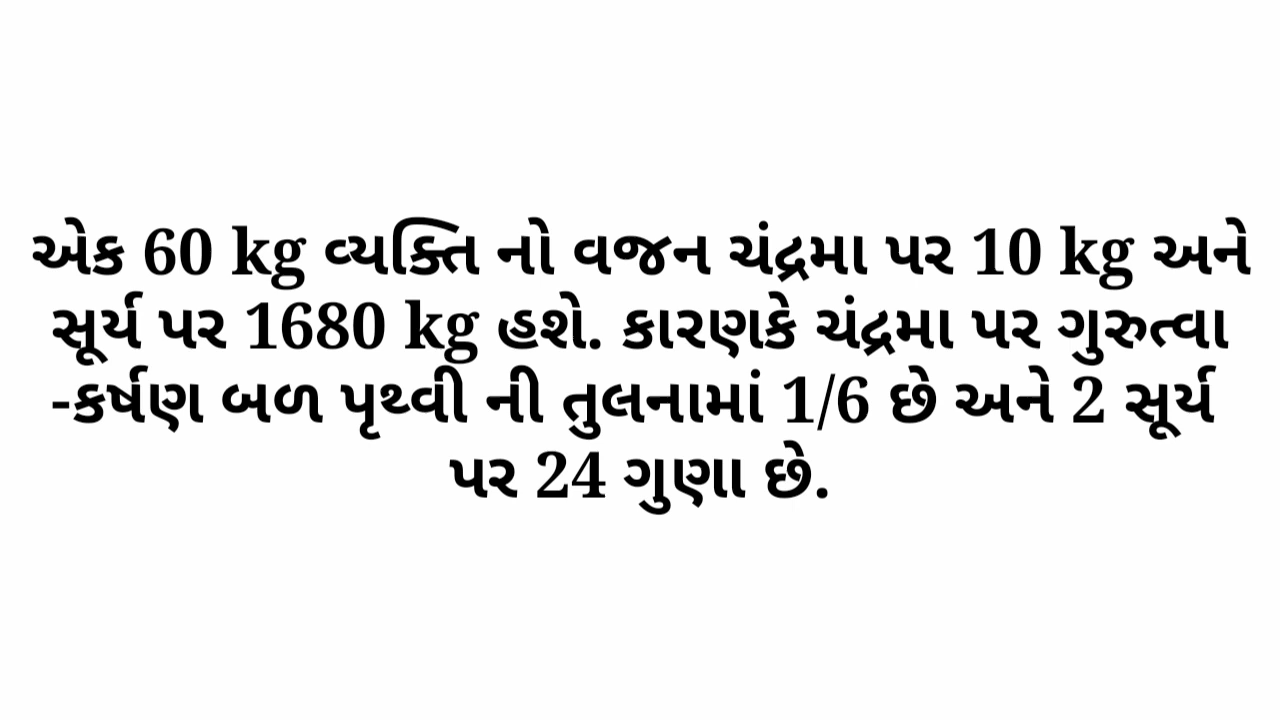 એક 60 kg વ્યક્તિ નો વજન ચંદ્રમા પર 10 kg અને
સૂર્ય પર 1680 kg હશે. કારણકે ચંદ્રમા પર ગુરુત્વા
-કર્ષણ બળ પૃથ્વી ની તુલનામાં 1/6 છે અને 2 સૂર્ય
પર 24 ગુણા છે.